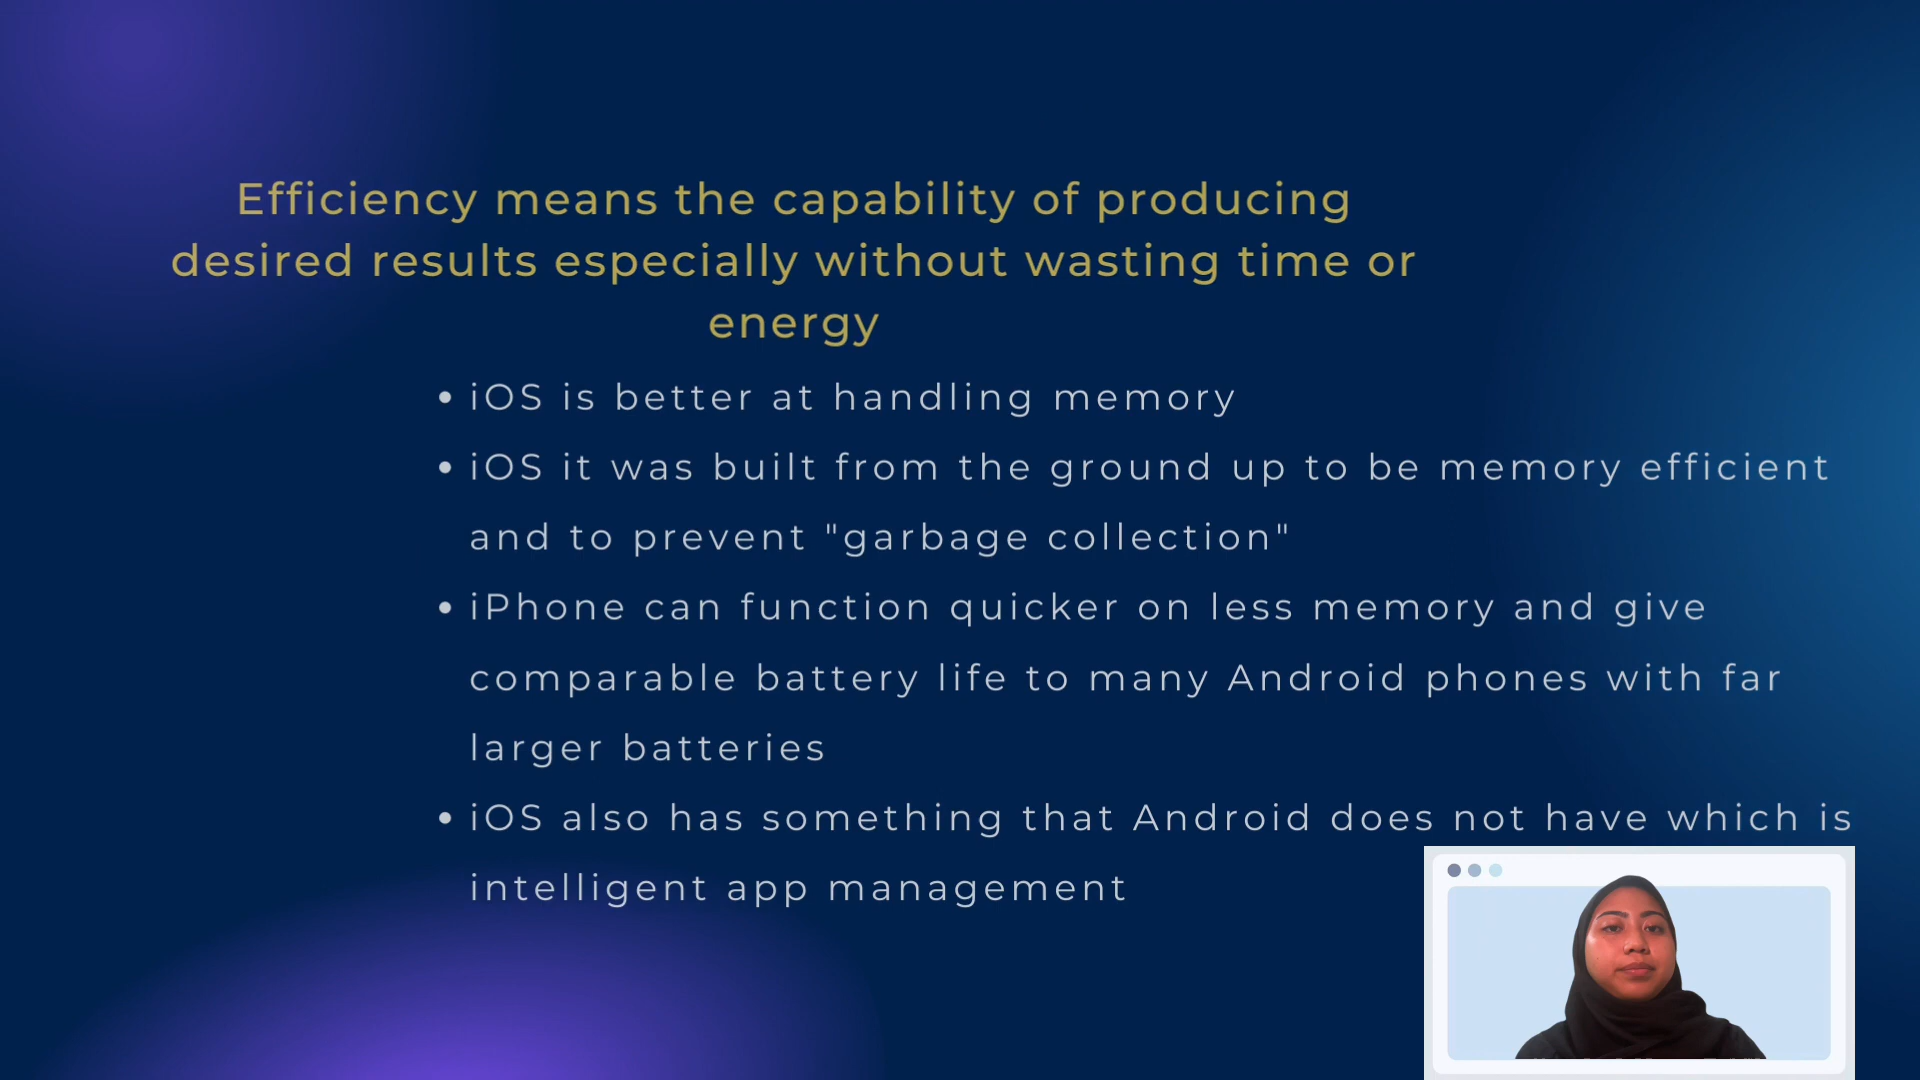 Efficiency means the capability of producing
desired results especially without wasting time or
energy
• iOS is better at handling memory
• iOS it was built from the ground up to be memory efficient
and to prevent "garbage collection"
• iPhone can function quicker on less memory and give
comparable battery life to many Android phones with far
larger batteries
• iOS also has something that Android does not have which is
intelligent app management